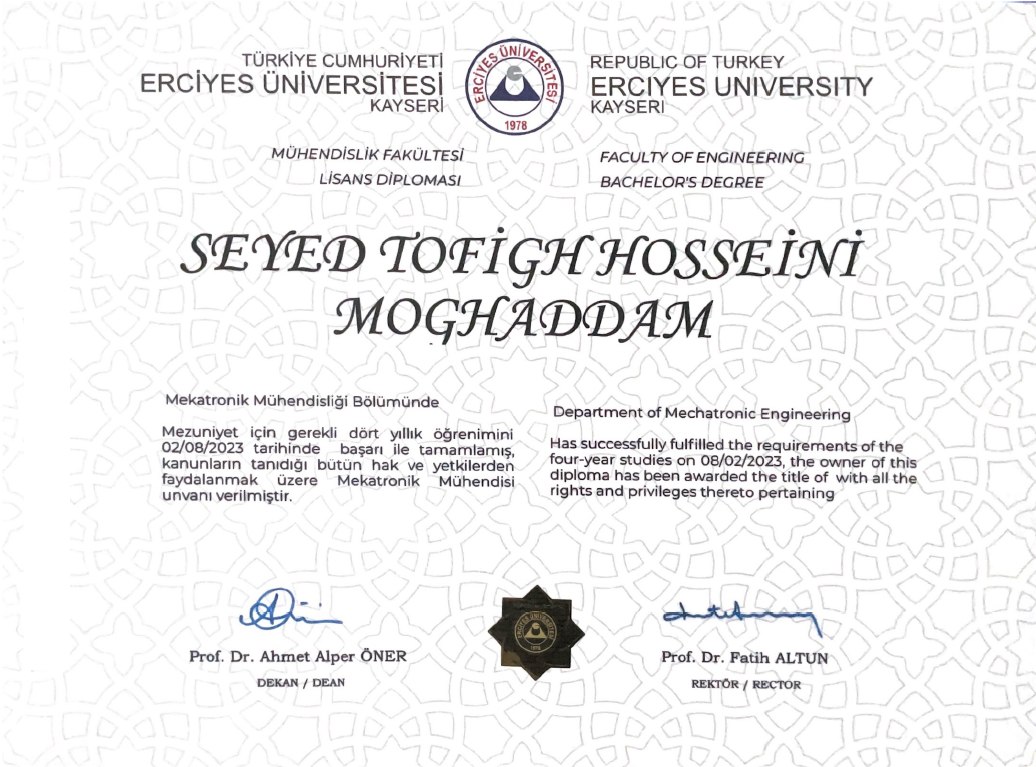 TÜRKİYE CUMHURİYETİ
ERCİYES ÜNİVERSİTESİ
KAYSERİ
ERCİYES ÜNİVERSİTESİ
1978
REPUBLIC OF TURKEY
ERCIYES UNIVERSITY
KAYSERI
MÜHENDİSLİK FAKÜLTESİ
LİSANS DİPLOMASI
FACULTY OF ENGINEERING
BACHELOR'S DEGREE
SEYED TOFİGH HOSSEİNİ
MOGHADDAM
Mekatronik Mühendisliği Bölümünde
Mezuniyet için gerekli dört yıllık öğrenimini
02/08/2023 tarihinde başarı ile tamamlamış,
kanunların tanıdığı bütün hak ve yetkilerden
faydalanmak üzere Mekatronik Mühendisi
unvanı verilmiştir.
Department of Mechatronic Engineering
Has successfully fulfilled the requirements of the
four-year studies on 08/02/2023, the owner of this
diploma has been awarded the title of with all the
rights and privileges thereto pertaining
Prof. Dr. Ahmet Alper ÖNER
DEKAN / DEAN
ERCİYES ÜNİVERSİTESİ
1978
Prof. Dr. Fatih ALTUN
REKTÖR / RECTOR